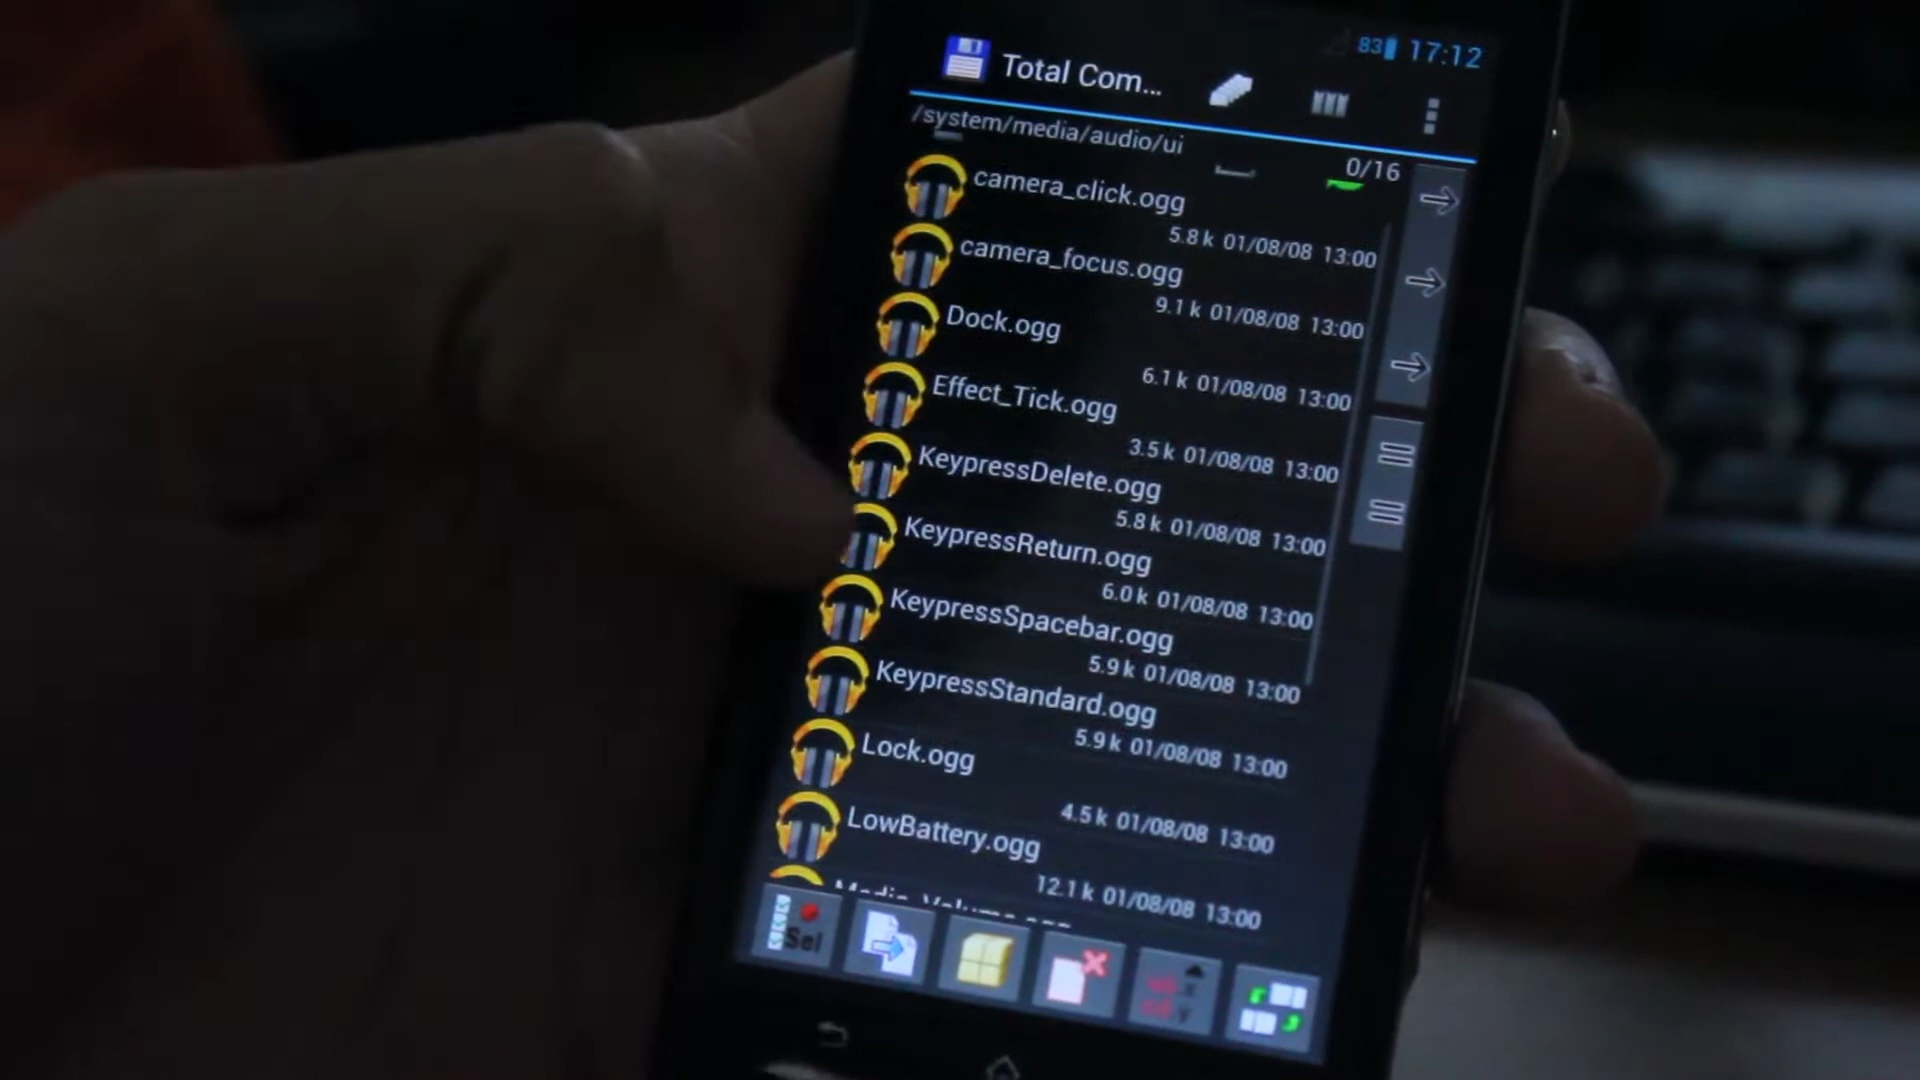 83 17:12
Total Com...
/system/media/audio/ui
0/16
camera_click.ogg
5.8 k 01/08/08 13:00
camera_focus.ogg
9.1 k 01/08/08 13:00
Dock.ogg
6.1 k 01/08/08 13:00
Effect_Tick.ogg
3.5 k 01/08/08 13:00
KeypressDelete.ogg
5.8 k 01/08/08 13:00
KeypressReturn.ogg
6.0 k 01/08/08 13:00
KeypressSpacebar.ogg
5.9 k 01/08/08 13:00
KeypressStandard.ogg
5.9 k 01/08/08 13:00
Lock.ogg
4.5 k 01/08/08 13:00
LowBattery.ogg
12.1 k 01/08/08 13:00
Media_Volume.ogg
Sel